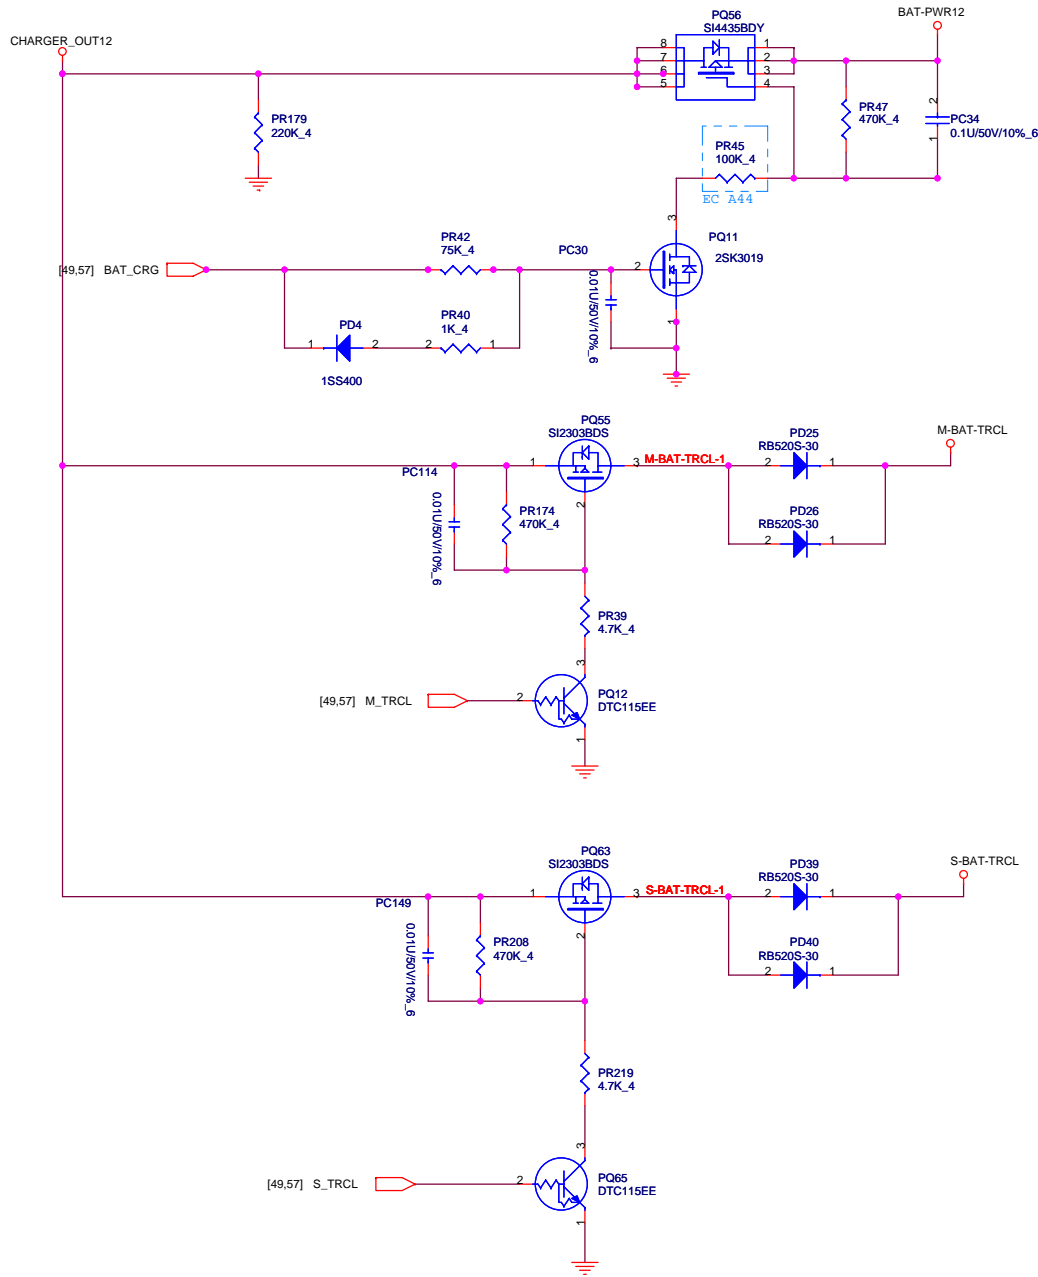 PQ56
SI4435BDY
BAT-PWR12
CHARGER_OUT12
8
7
6
5
1
2
3
4
PR179
220K_4
PR47
470K_4
2
1
PC34
0.1U/50V/10%_6
PR45
100K_4
EC A44
3
PQ11
2SK3019
2
1
[49,57] BAT_CRG
PR42
75K_4
PC30
0.01U/50V/10%_6
PD4
1
2
1SS400
PR40
1K_4
2
1
PQ55
SI2303BDS
1
3
2
M-BAT-TRCL-1
PD25
RB520S-30
2
1
M-BAT-TRCL
PC114
0.01U/50V/10%_6
PR174
470K_4
PD26
RB520S-30
2
1
PR39
4.7K_4
3
[49,57] M_TRCL
2
PQ12
DTC115EE
1
PQ63
SI2303BDS
1
3
2
S-BAT-TRCL-1
PD39
RB520S-30
2
1
S-BAT-TRCL
PC149
0.01U/50V/10%_6
PR208
470K_4
PD40
RB520S-30
2
1
PR219
4.7K_4
3
[49,57] S_TRCL
2
PQ65
DTC115EE
1